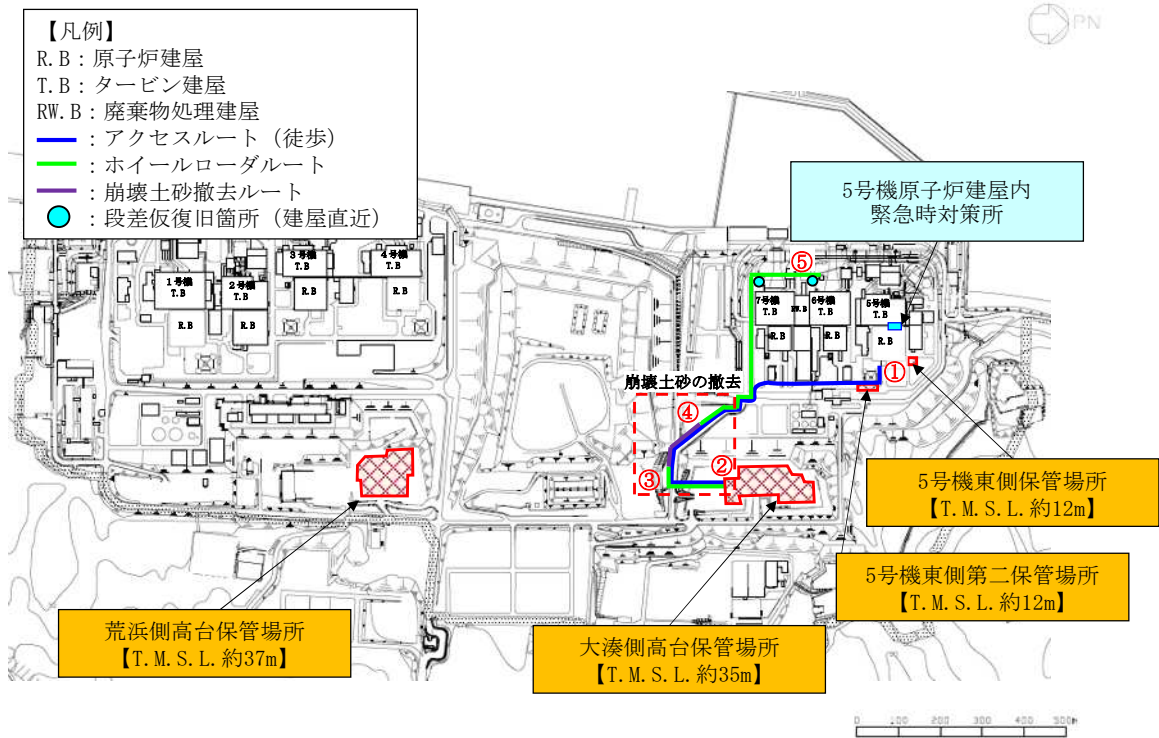 【凡例】
R.B：原子炉建屋
T.B：タービン建屋
RW.B：廃棄物処理建屋
：アクセスルート（徒歩）
：ホイールローダルート
：崩壊土砂撤去ルート
：段差仮復旧箇所（建屋直近）
PN
5号機原子炉建屋内
緊急時対策所
1号機
T.B
R.B
2号機
T.B
R.B
3号機
T.B
R.B
4号機
T.B
R.B
⑤
7号機
T.B
R.B
RW.B
6号機
T.B
R.B
5号機
T.B
R.B
①
崩壊土砂の撤去
④
③
②
5号機東側保管場所
【T.M.S.L.約12m】
5号機東側第二保管場所
【T.M.S.L.約12m】
荒浜側高台保管場所
【T.M.S.L.約37m】
大湊側高台保管場所
【T.M.S.L.約35m】
0 100 200 300 400 500m